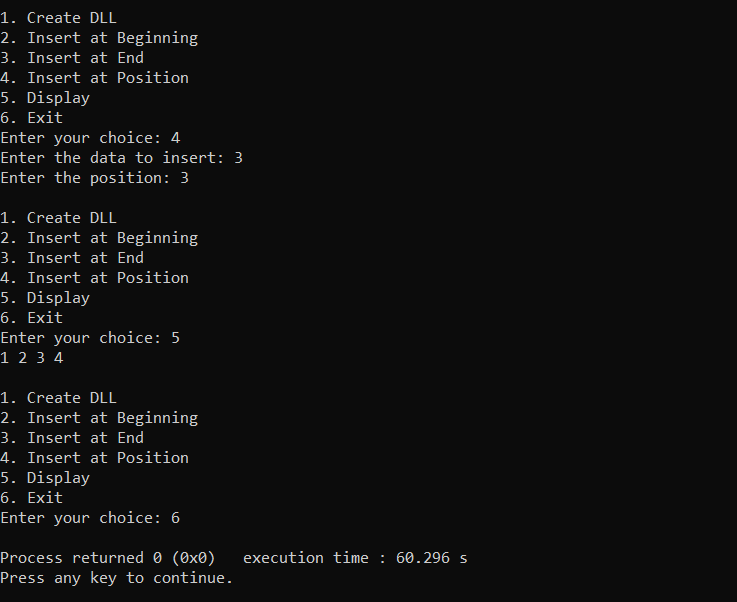 1. Create DLL
2. Insert at Beginning
3. Insert at End
4. Insert at Position
5. Display
6. Exit
Enter your choice: 4
Enter the data to insert: 3
Enter the position: 3
1. Create DLL
2. Insert at Beginning
3. Insert at End
4. Insert at Position
5. Display
6. Exit
Enter your choice: 5
1 2 3 4
1. Create DLL
2. Insert at Beginning
3. Insert at End
4. Insert at Position
5. Display
6. Exit
Enter your choice: 6
Process returned 0 (0x0)   execution time : 60.296 s
Press any key to continue.